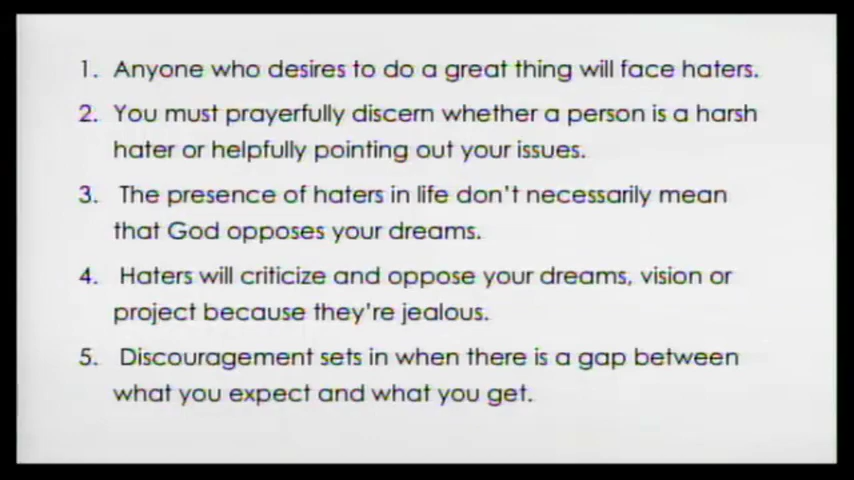 1. Anyone who desires to do a great thing will face haters.
2. You must prayerfully discern whether a person is a harsh
hater or helpfully pointing out your issues.
3. The presence of haters in life don't necessarily mean
that God opposes your dreams.
4. Haters will criticize and oppose your dreams, vision or
project because they're jealous.
5. Discouragement sets in when there is a gap between
what you expect and what you get.